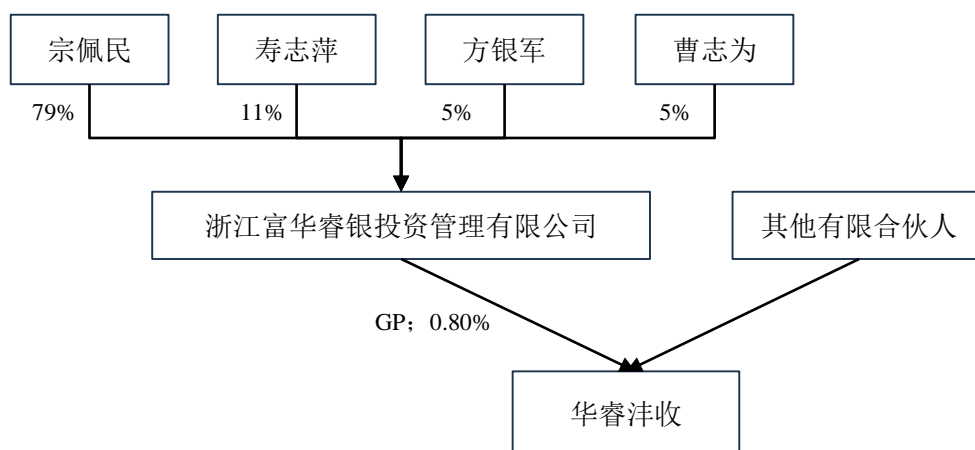 宗佩民
寿志萍
方银军
曹志为
79%
11%
5%
5%
浙江富华睿银投资管理有限公司
其他有限合伙人
GP；0.80%
华睿沣收